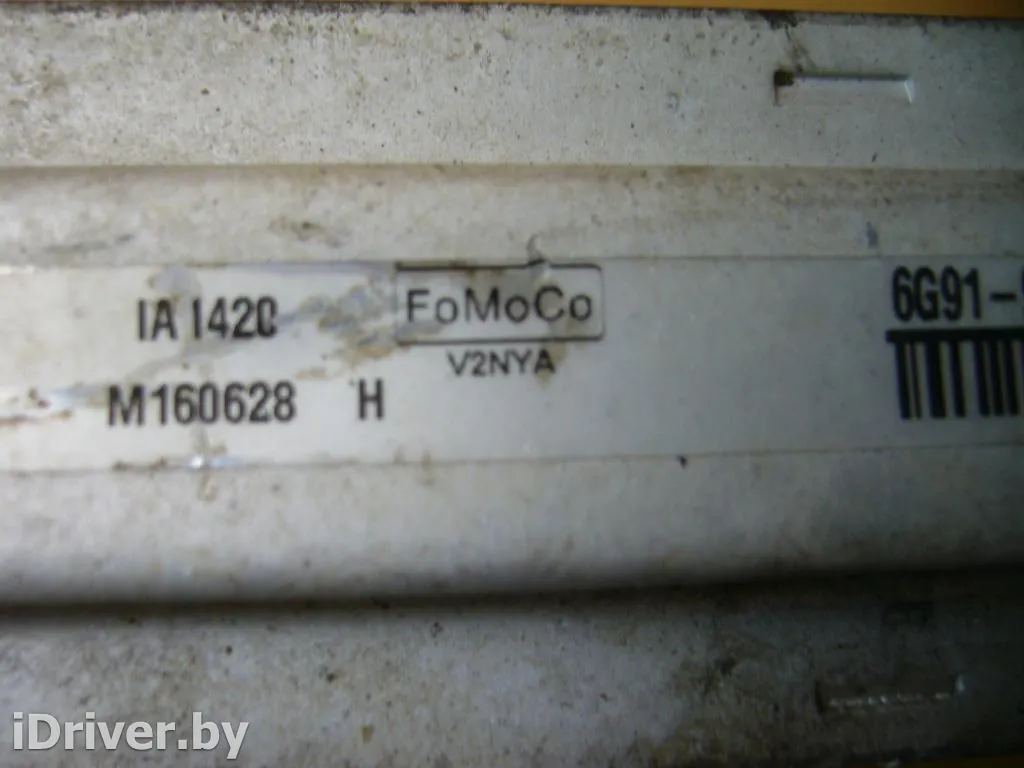 IA 1420
FoMoCo
6G91-
V2NYA
M160628 H
iDriver.by